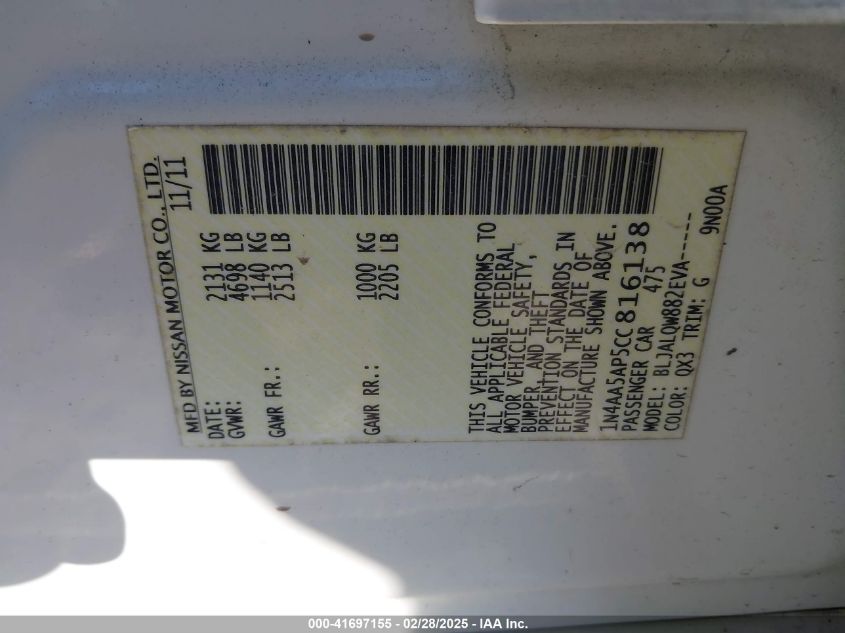 MFD BY NISSAN MOTOR CO., LTD.
DATE: 11/11
GVWR: 2131 KG
4698 LB
GAWR FR.: 1140 KG
2513 LB
GAWR RR.: 1000 KG
2205 LB
THIS VEHICLE CONFORMS TO
ALL APPLICABLE FEDERAL
MOTOR VEHICLE SAFETY,
BUMPER, AND THEFT
PREVENTION STANDARDS IN
EFFECT ON THE DATE OF
MANUFACTURE SHOWN ABOVE.
1N4AA5AP5CC816138
PASSENGER CAR 475
MODEL: BLJALQW882EVA-----
COLOR: QX3 TRIM: G 9N00A
000-41697155 - 02/28/2025 - IAA Inc.